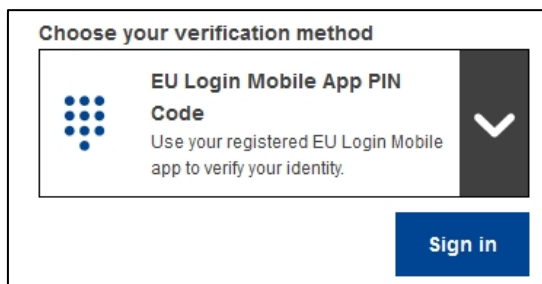 Choose your verification method
EU Login Mobile App PIN
Code
Use your registered EU Login Mobile
app to verify your identity.
Sign in